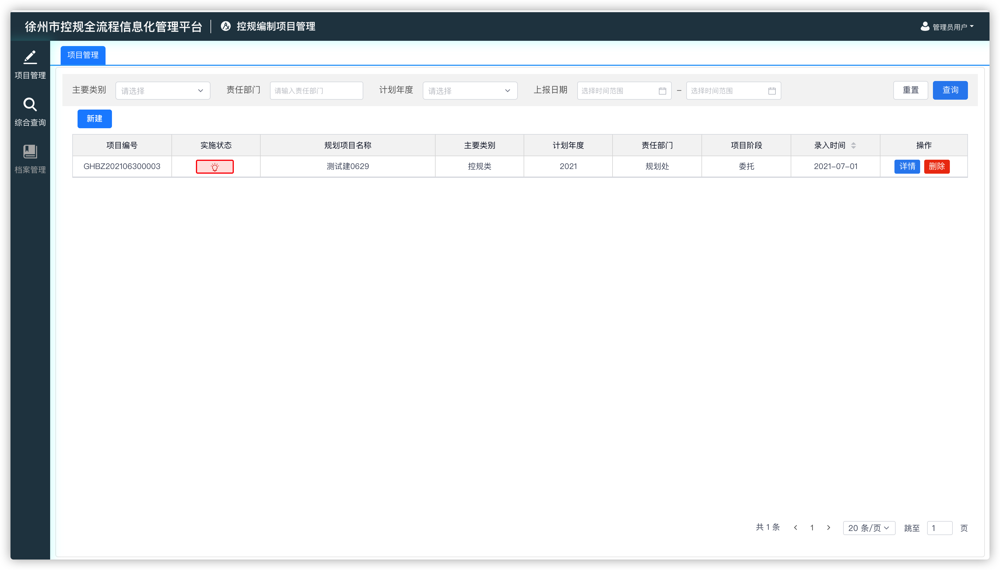 徐州市控规全流程信息化管理平台 控规编制项目管理 管理员用户
项目管理
综合查询
档案管理
项目管理
主要类别 请选择 责任部门 请输入责任部门 计划年度 请选择 上报日期 选择时间范围 – 选择时间范围 重置 查询
新建
项目编号 实施状态 规划项目名称 主要类别 计划年度 责任部门 项目阶段 录入时间 操作
GHBZ202106300003 测试建0629 控规类 2021 规划处 委托 2021-07-01 详情 删除
共 1 条 1 20 条/页 跳至 1 页